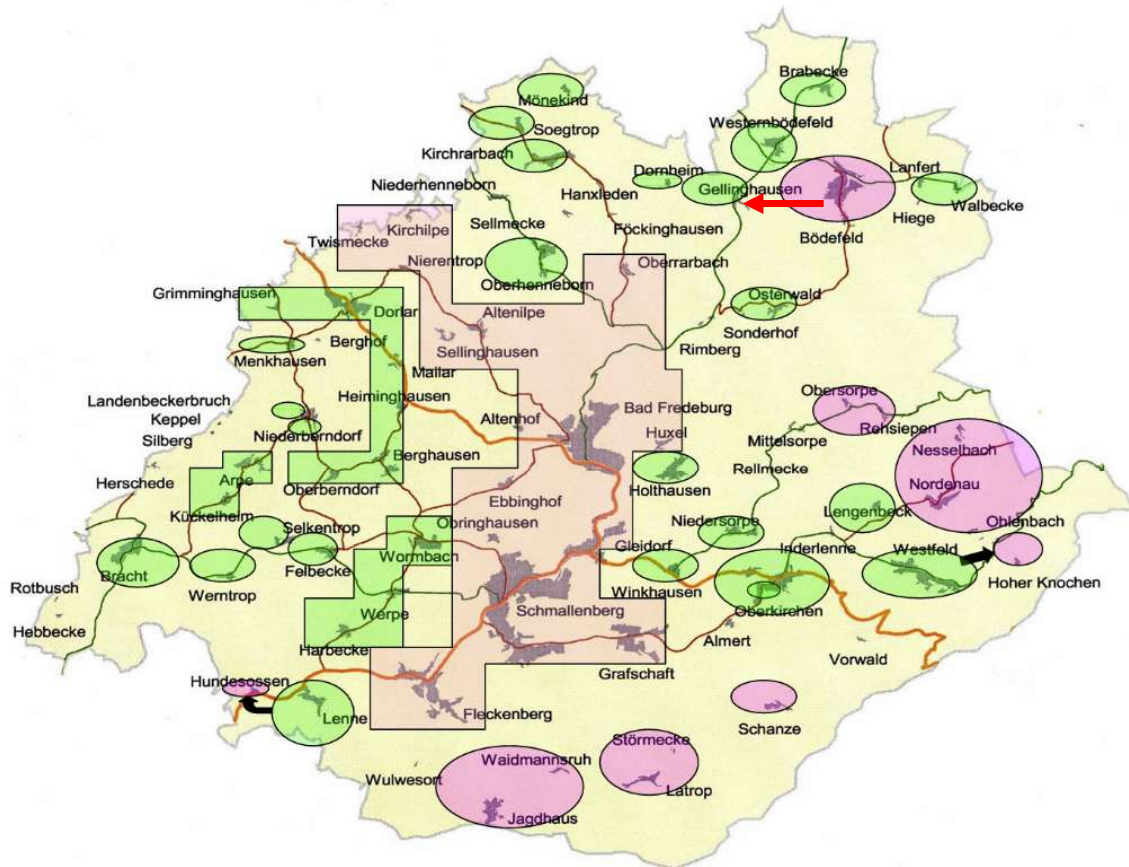 Brabecke
Mönekind
Westernbödefeld
Soegtrop
Kirchrarbach
Dornheim
Lanfert
Niederhenneborn
Hanxleden
Gellinghausen
Walbecke
Kirchilpe
Sellmecke
Föckinghausen
Hiege
Twismecke
Bödefeld
Nierentrop
Oberrarbach
Oberhenneborn
Grimminghausen
Osterwald
Dorlar
Altenilpe
Sonderhof
Berghof
Sellinghausen
Rimberg
Menkhausen
Mailar
Obersorpe
Landenbeckerbruch
Heiminghausen
Bad Fredeburg
Keppel
Altenhof
Rehsiepen
Niederberndorf
Huxel
Mittelsorpe
Silberg
Nesselbach
Berghausen
Rellmecke
Arpe
Herschede
Oberberndorf
Holthausen
Nordenau
Ebbinghof
Kückelheim
Lengenbeck
Obringhausen
Selkentrop
Niedersorpe
Ohlenbach
Gleidorf
Inderlenne
Wormbach
Westfeld
Bracht
Felbecke
Rotbusch
Werntrop
Winkhausen
Hoher Knochen
Schmallenberg
Oberkirchen
Werpe
Hebbecke
Almert
Harbecke
Vorwald
Grafschaft
Hundesossen
Lenne
Fleckenberg
Schanze
Störmecke
Waidmannsruh
Wulwesort
Latrop
Jagdhaus